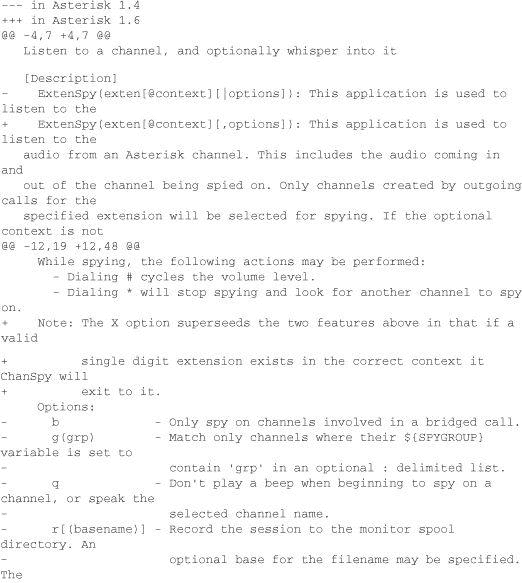 --- in Asterisk 1.4
+++ in Asterisk 1.6
@@ -4,7 +4,7 @@
Listen to a channel, and optionally whisper into it
[Description]
- ExtenSpy(exten[@context][|options]): This application is used to
listen to the
+ ExtenSpy(exten[@context][,options]): This application is used to
listen to the
audio from an Asterisk channel. This includes the audio coming in
and
out of the channel being spied on. Only channels created by outgoing
calls for the
specified extension will be selected for spying. If the optional
context is not
@@ -12,19 +12,48 @@
While spying, the following actions may be performed:
- Dialing # cycles the volume level.
- Dialing * will stop spying and look for another channel to spy
on.
+ Note: The X option superseeds the two features above in that if a
valid
+ single digit extension exists in the correct context it
ChanSpy will
+ exit to it.
Options:
- b - Only spy on channels involved in a bridged call.
- g(grp) - Match only channels where their ${SPYGROUP}
variable is set to
- contain 'grp' in an optional : delimited list.
- q - Don't play a beep when beginning to spy on a
channel, or speak the
- selected channel name.
- r[(basename)] - Record the session to the monitor spool
directory. An
- optional base for the filename may be specified.
The